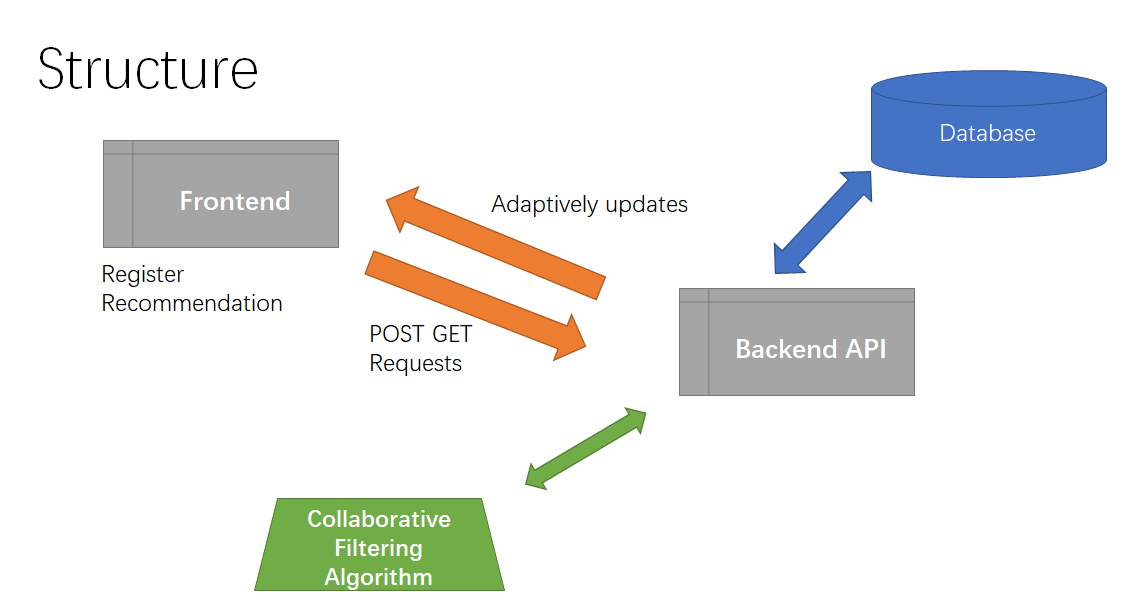 Structure
Database
Frontend
Adaptively updates
Register
Recommendation
POST GET
Requests
Backend API
Collaborative
Filtering
Algorithm